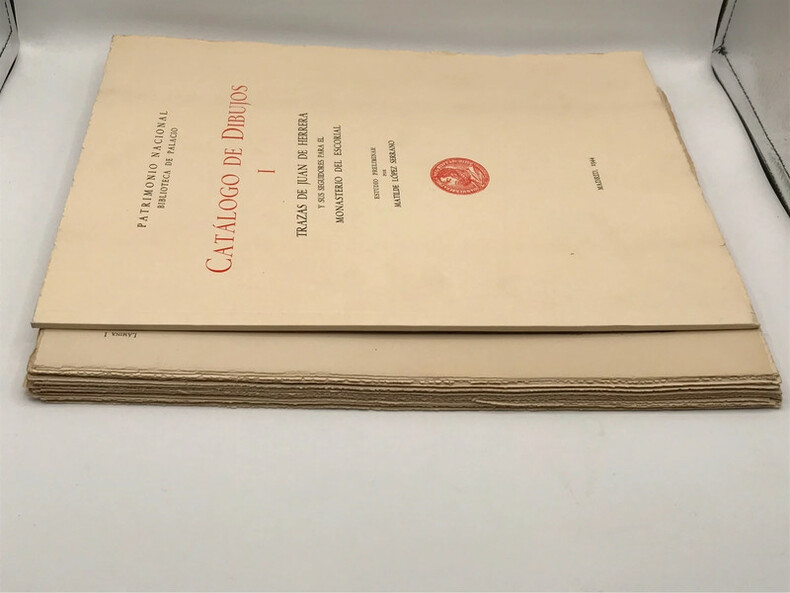 PATRIMONIO NACIONAL
BIBLIOTECA DE PALACIO
CATÁLOGO DE DIBUJOS
I
TRAZAS DE JUAN DE HERRERA
Y SUS SEGUIDORES PARA EL
MONASTERIO DEL ESCORIAL
ESTUDIO PRELIMINAR
POR
MATILDE LÓPEZ SERRANO
MADRID, 1944
LÁMINA I